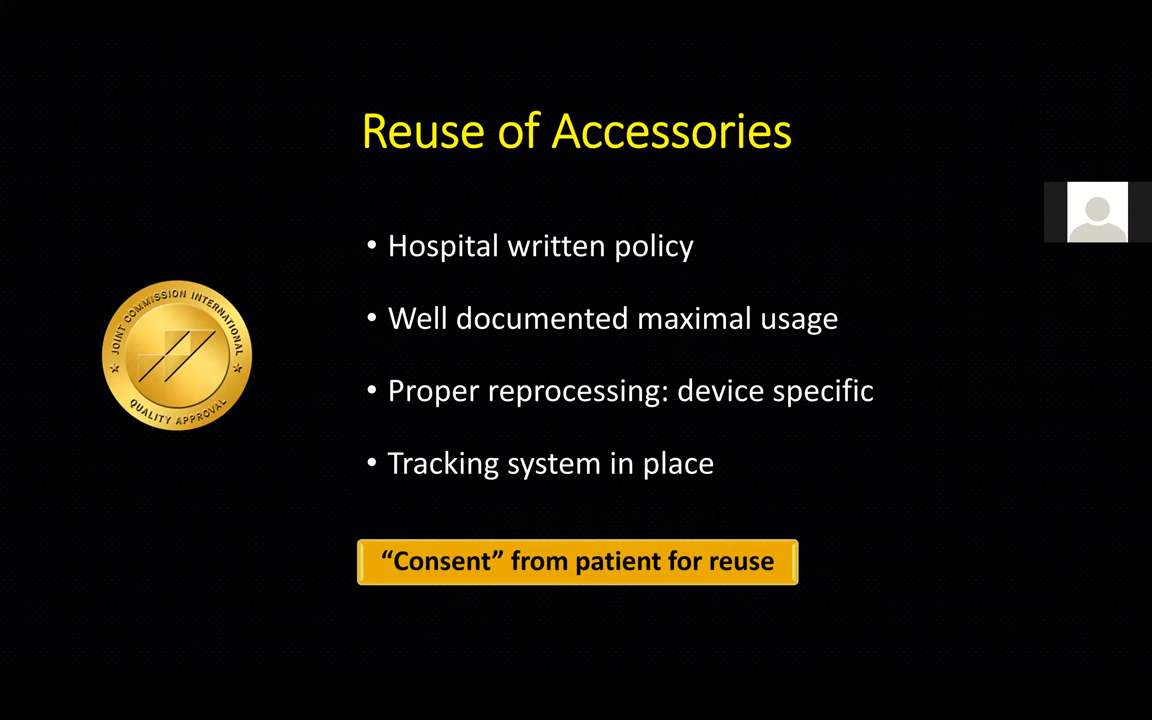 Reuse of Accessories
• Hospital written policy
• Well documented maximal usage
• Proper reprocessing: device specific
• Tracking system in place
“Consent” from patient for reuse
JOINT COMMISSION INTERNATIONAL
QUALITY APPROVAL